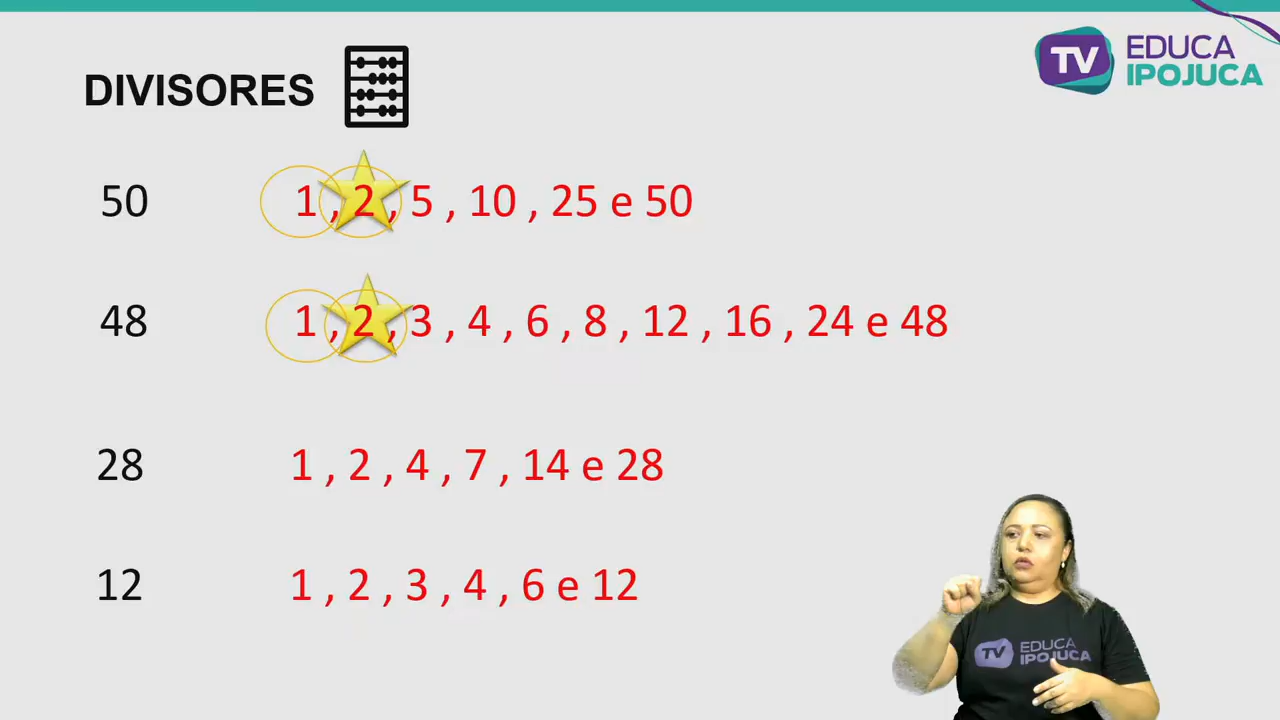 TV EDUCA
IPOJUCA
DIVISORES
50 1 , 2 , 5 , 10 , 25 e 50
48 1 , 2 , 3 , 4 , 6 , 8 , 12 , 16 , 24 e 48
28 1 , 2 , 4 , 7 , 14 e 28
12 1 , 2 , 3 , 4 , 6 e 12
TV EDUCA
IPOJUCA